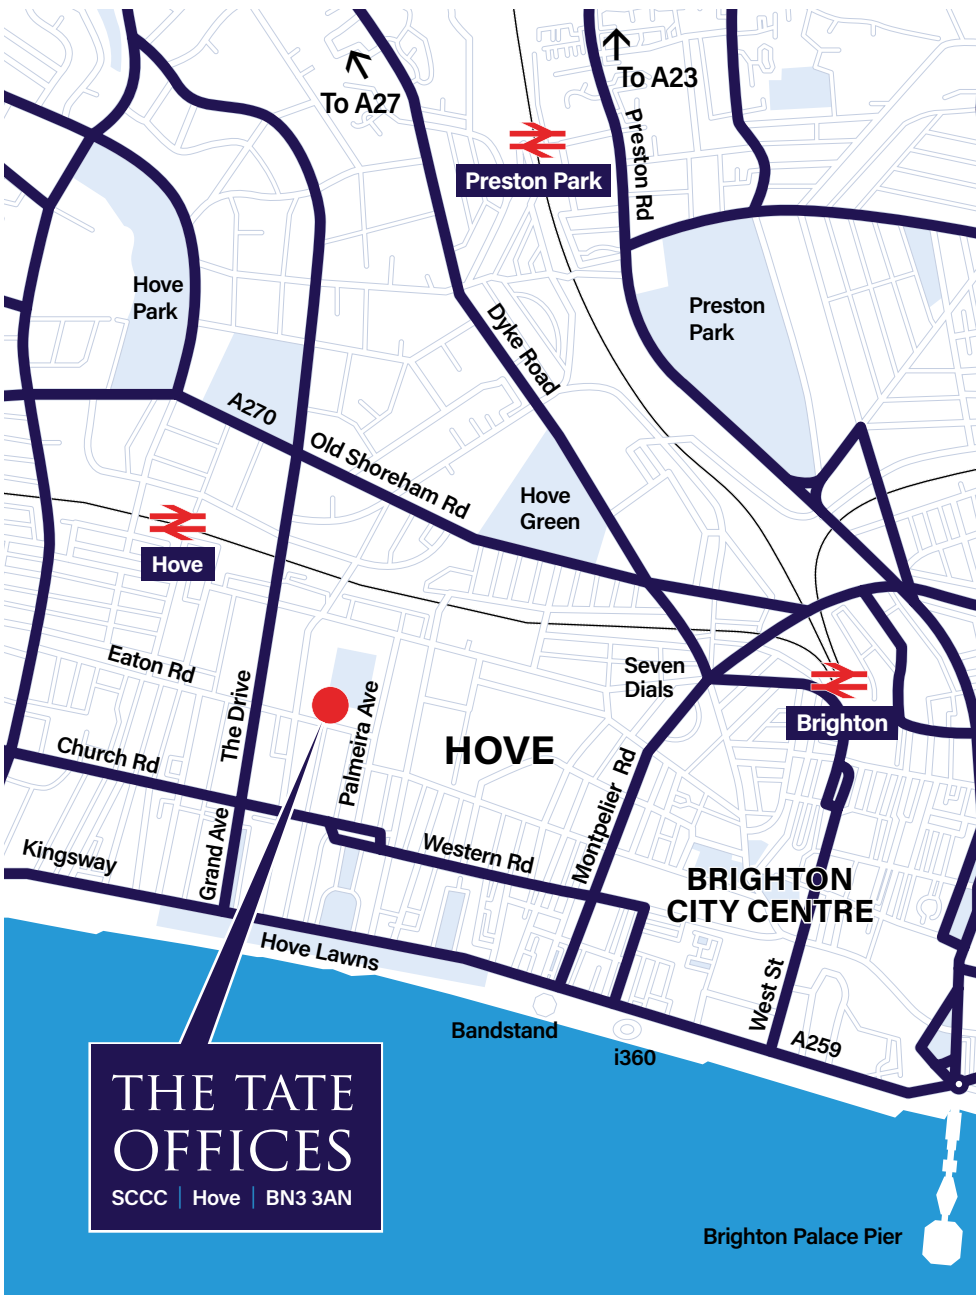 To A27
To A23
Preston Rd
Preston Park
Hove
Park
Preston
Park
Dyke Road
A270
Old Shoreham Rd
Hove
Green
Hove
Eaton Rd
The Drive
Palmeira Ave
Seven
Dials
Brighton
HOVE
Church Rd
Montpelier Rd
Kingsway
Grand Ave
Western Rd
BRIGHTON
CITY CENTRE
Hove Lawns
West St
Bandstand
i360
A259
THE TATE
OFFICES
SCCC | Hove | BN3 3AN
Brighton Palace Pier